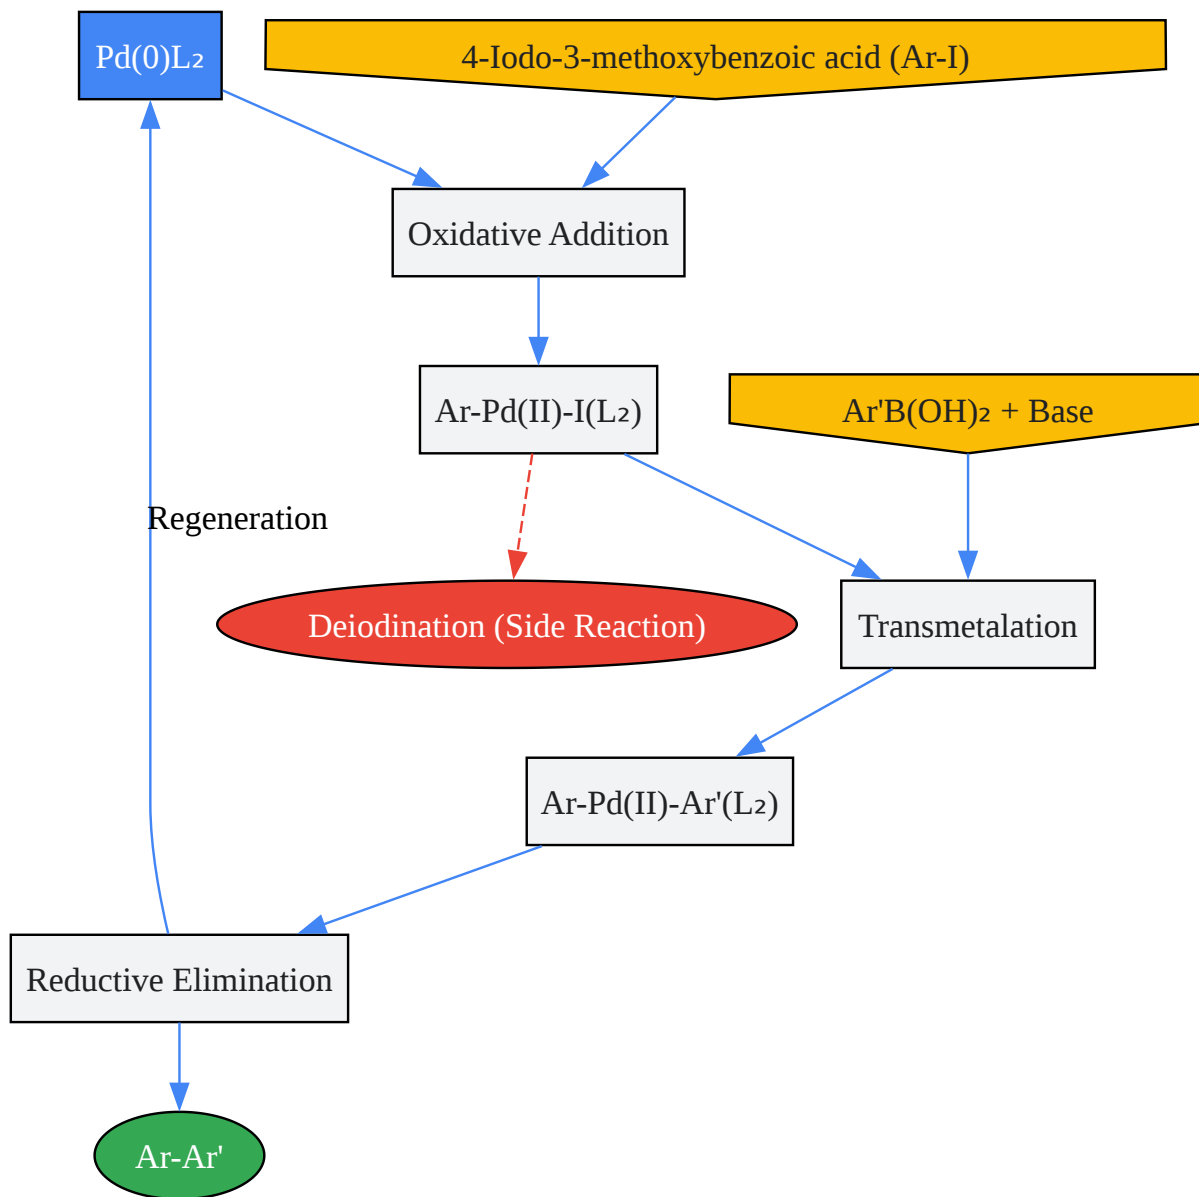 Pd(0)L₂
4-Iodo-3-methoxybenzoic acid (Ar-I)
Oxidative Addition
Ar-Pd(II)-I(L₂)
Ar'B(OH)₂ + Base
Regeneration
Deiodination (Side Reaction)
Transmetalation
Ar-Pd(II)-Ar'(L₂)
Reductive Elimination
Ar-Ar'